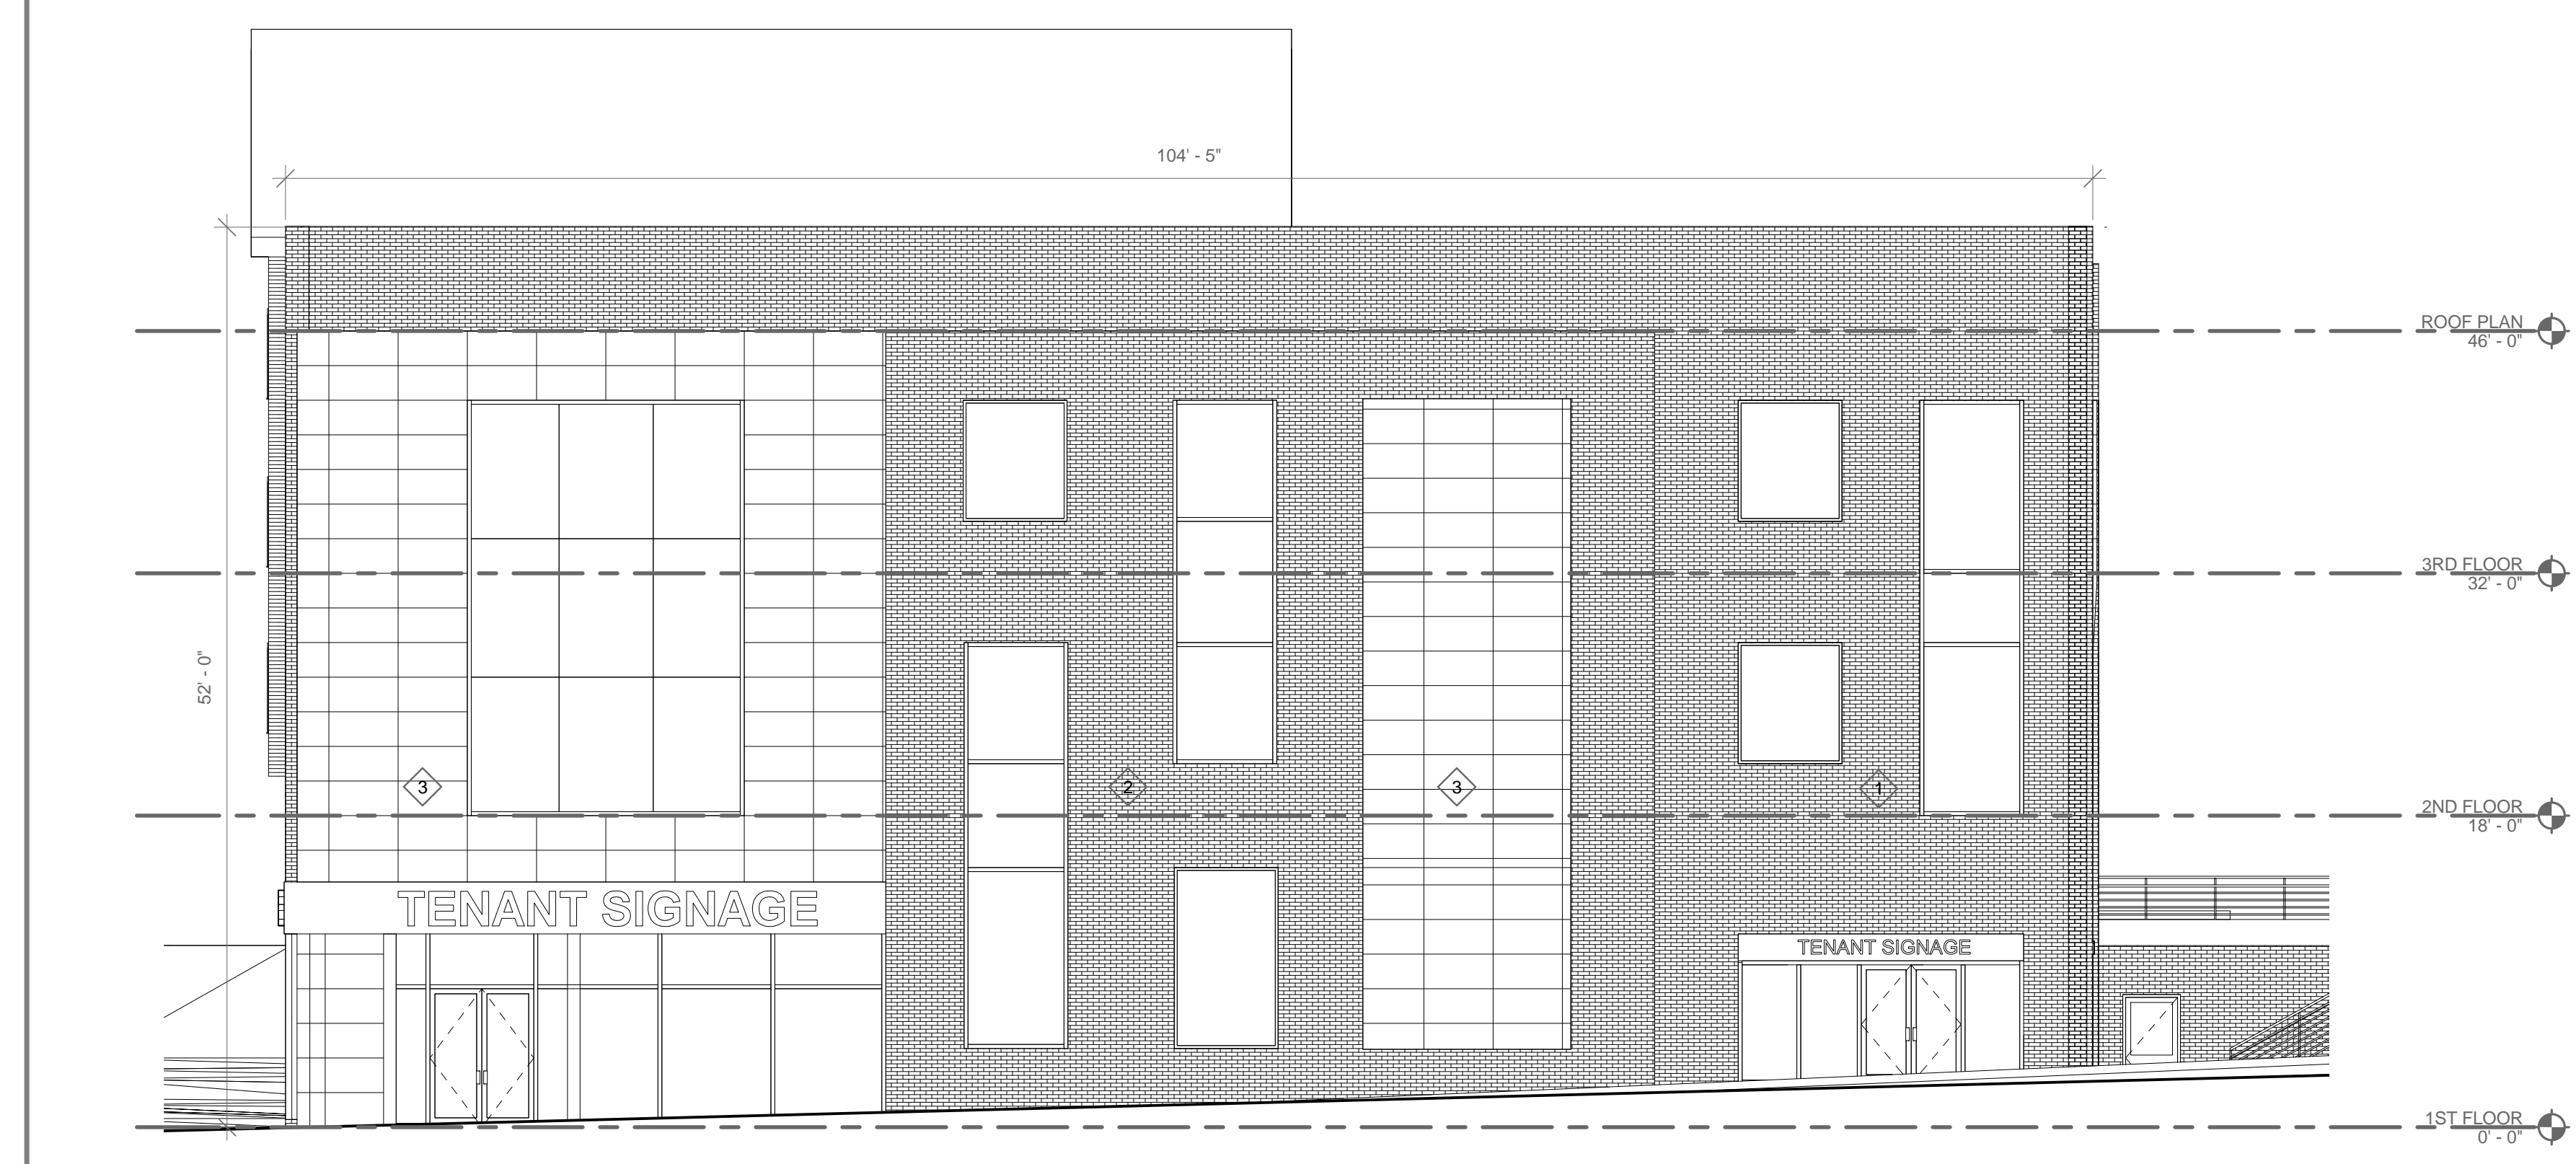 104' - 5"
ROOF PLAN
46' - 0"
3RD FLOOR
32' - 0"
52' - 0"
3
2
3
1
2ND FLOOR
18' - 0"
TENANT SIGNAGE
TENANT SIGNAGE
1ST FLOOR
0' - 0"